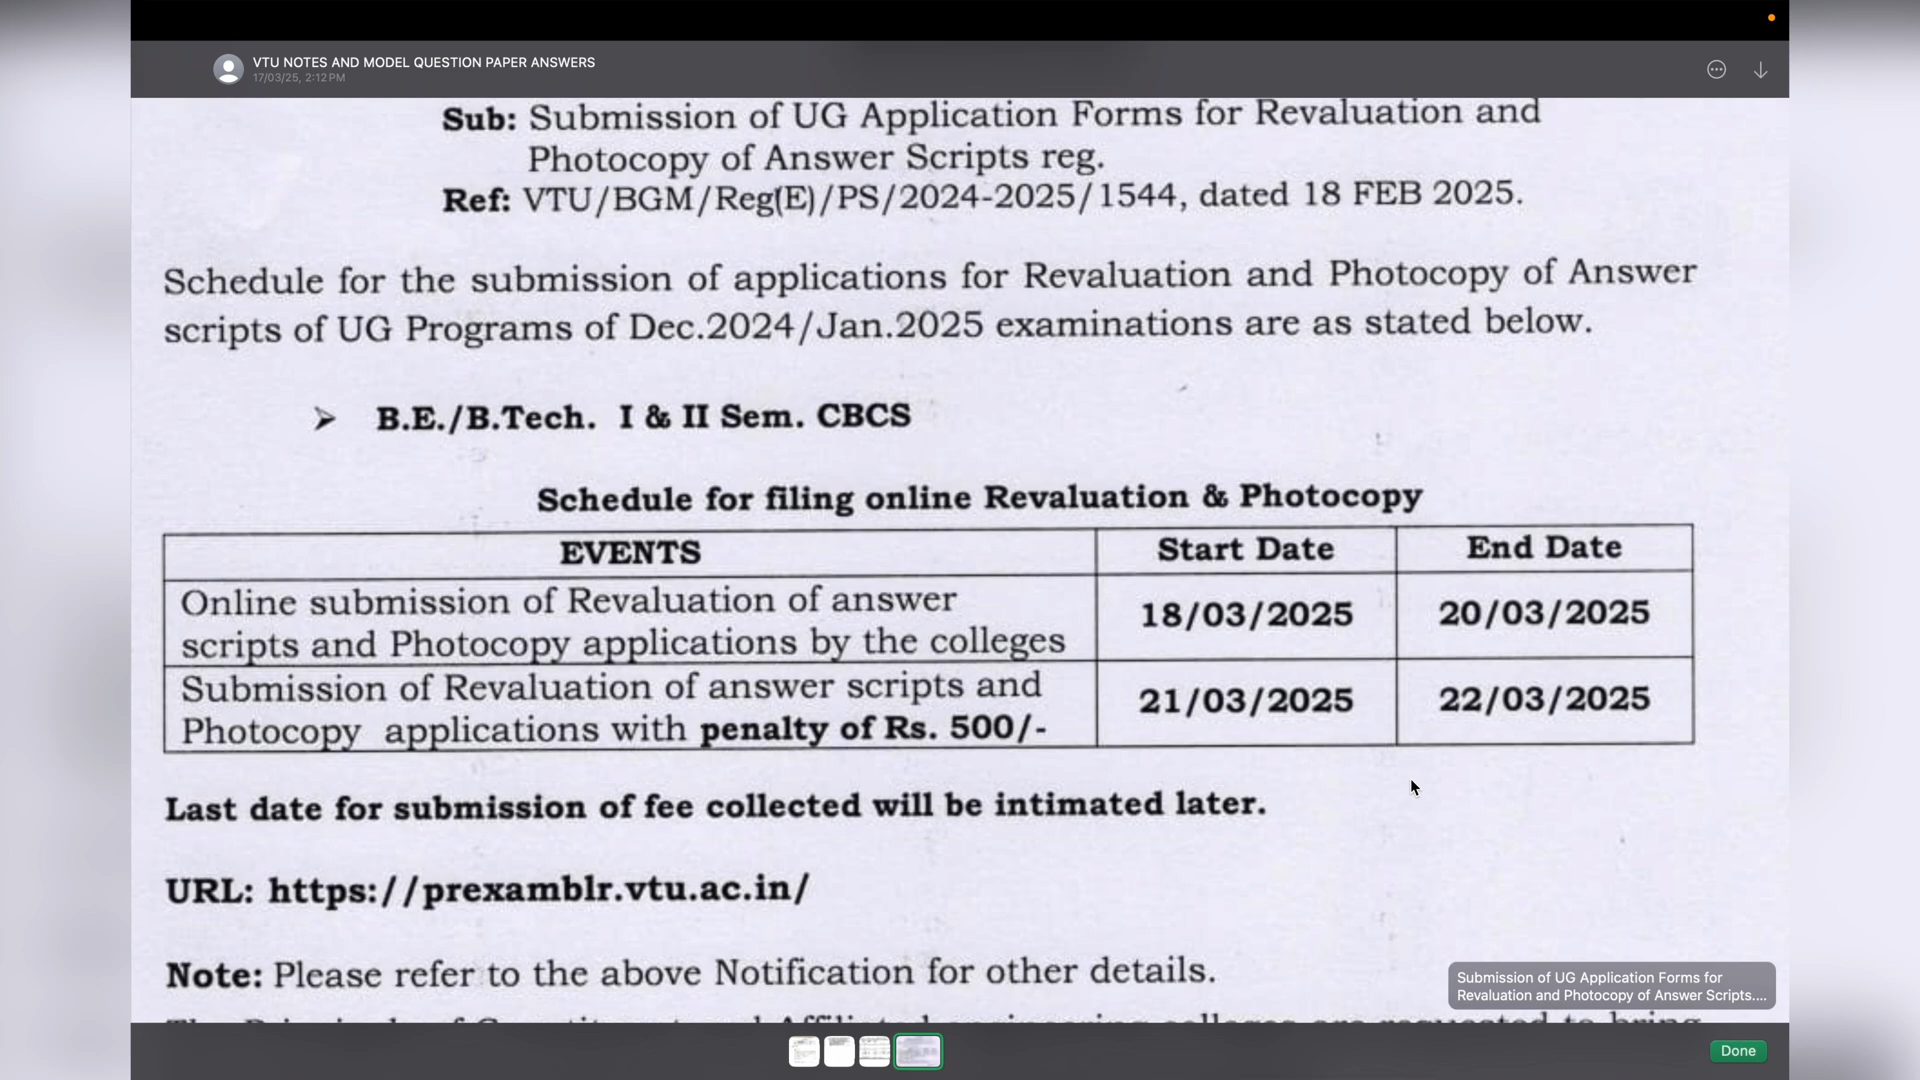 VTU NOTES AND MODEL QUESTION PAPER ANSWERS
17/03/25, 2:12 PM
Sub: Submission of UG Application Forms for Revaluation and
Photocopy of Answer Scripts reg.
Ref: VTU/BGM/Reg(E)/PS/2024-2025/1544, dated 18 FEB 2025.
Schedule for the submission of applications for Revaluation and Photocopy of Answer
scripts of UG Programs of Dec.2024/Jan.2025 examinations are as stated below.
➢ B.E./B.Tech. I & II Sem. CBCS
Schedule for filing online Revaluation & Photocopy
EVENTS Start Date End Date
Online submission of Revaluation of answer
scripts and Photocopy applications by the colleges
18/03/2025 20/03/2025
Submission of Revaluation of answer scripts and
Photocopy applications with penalty of Rs. 500/-
21/03/2025 22/03/2025
Last date for submission of fee collected will be intimated later.
URL: https://prexamblr.vtu.ac.in/
Note: Please refer to the above Notification for other details.
Submission of UG Application Forms for
Revaluation and Photocopy of Answer Scripts....
Done